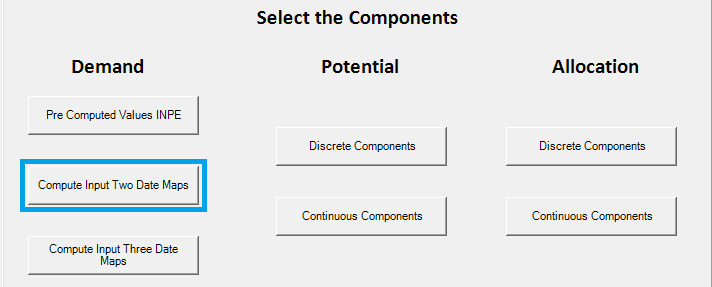 Select the Components
Demand
Potential
Allocation
Pre Computed Values INPE
Discrete Components
Discrete Components
Compute Input Two Date Maps
Continuous Components
Continuous Components
Compute Input Three Date
Maps